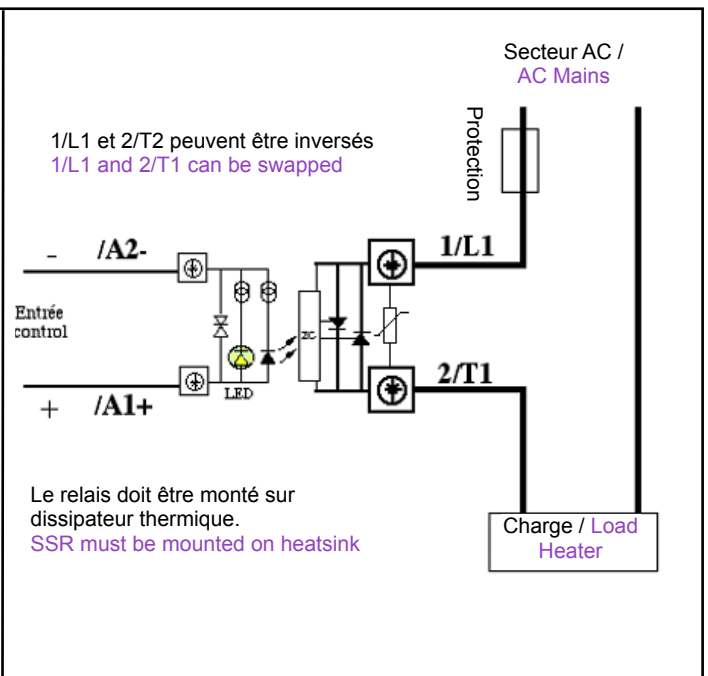 Secteur AC /
AC Mains
Protection
1/L1 et 2/T2 peuvent être inversés
1/L1 and 2/T1 can be swapped
- /A2-
1/L1
Entrée
control
ZC
LED
2/T1
+ /A1+
Le relais doit être monté sur
dissipateur thermique.
SSR must be mounted on heatsink
Charge / Load
Heater